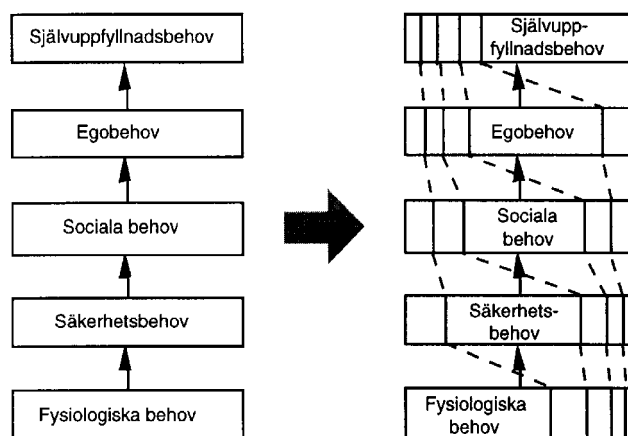 Självuppfyllnadsbehov
Egobehov
Sociala behov
Säkerhetsbehov
Fysiologiska behov
Självupp-
fyllnadsbehov
Egobehov
Sociala
behov
Säkerhets-
behov
Fysiologiska
behov